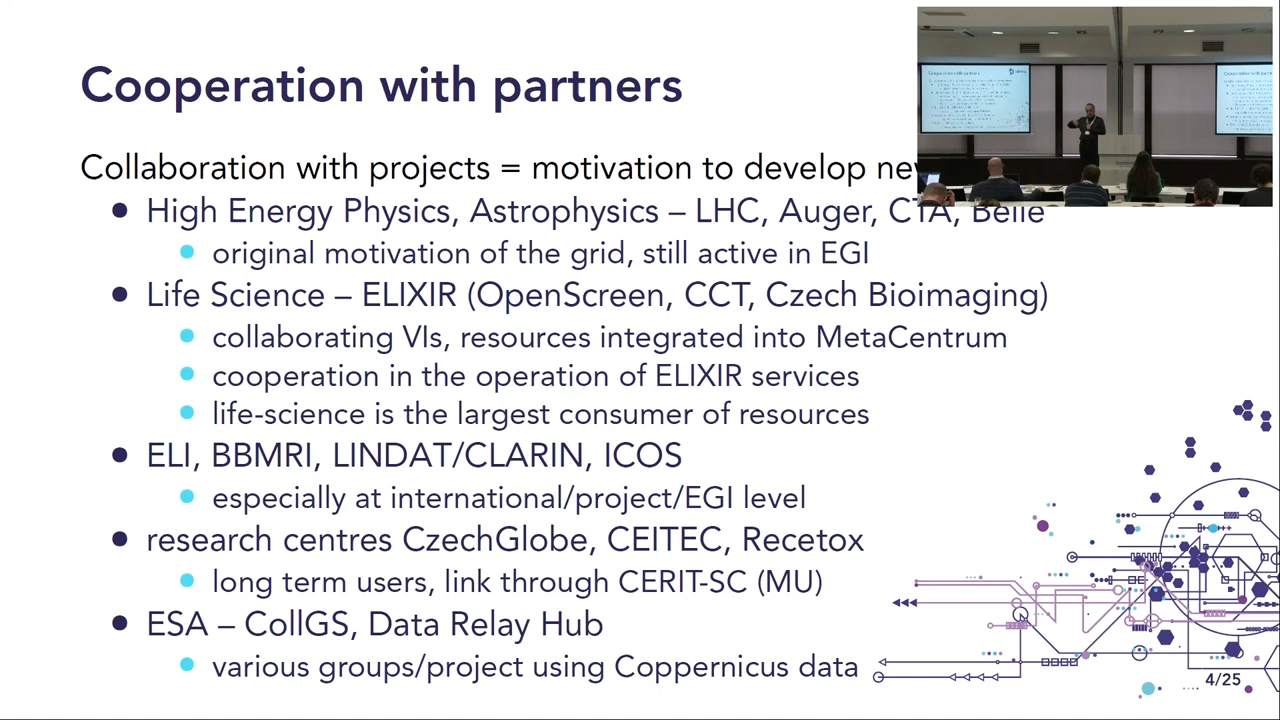 Cooperation with partners
Collaboration with projects = motivation to develop
● High Energy Physics, Astrophysics – LHC, Auger, CTA, Belle
● original motivation of the grid, still active in EGI
● Life Science – ELIXIR (OpenScreen, CCT, Czech Bioimaging)
● collaborating VIs, resources integrated into MetaCentrum
● cooperation in the operation of ELIXIR services
● life-science is the largest consumer of resources
● ELI, BBMRI, LINDAT/CLARIN, ICOS
● especially at international/project/EGI level
● research centres CzechGlobe, CEITEC, Recetox
● long term users, link through CERIT-SC (MU)
● ESA – CollGS, Data Relay Hub
● various groups/project using Coppernicus data
4/25